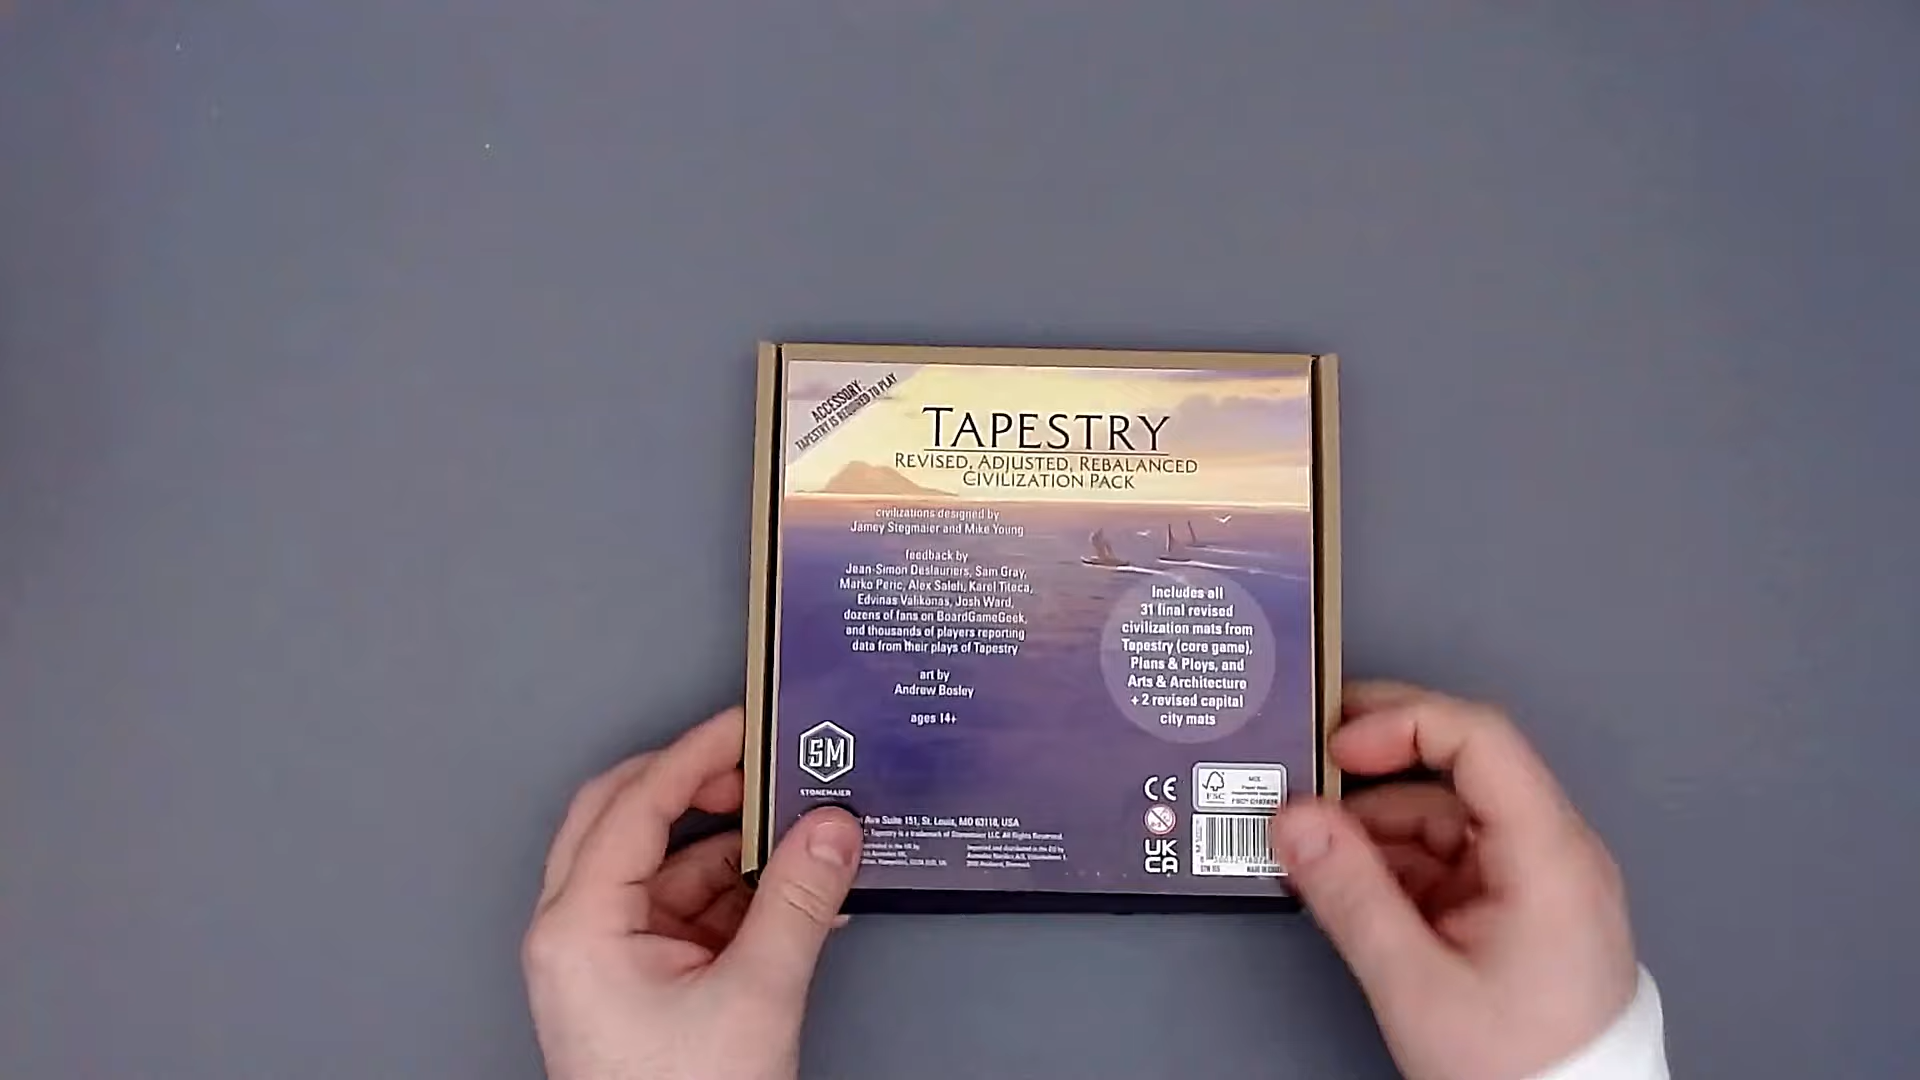 ACCESSORY:
TAPESTRY IS REQUIRED TO PLAY
TAPESTRY
REVISED, ADJUSTED, REBALANCED
CIVILIZATION PACK
civilizations designed by
Jamey Stegmaier and Mike Young
feedback by
Jean-Simon Deslauriers, Sam Gray,
Marko Peric, Alex Saleh, Karel Titeca,
Edvinas Valikonas, Josh Ward,
dozens of fans on BoardGameGeek,
and thousands of players reporting
data from their plays of Tapestry
art by
Andrew Bosley
ages 14+
Includes all
31 final revised
civilization mats from
Tapestry (core game),
Plans & Ploys, and
Arts & Architecture
+ 2 revised capital
city mats
SM
STONEMAIER
Ave Suite 151, St. Louis, MO 63118, USA
Tapestry is a trademark of Stonemaier LLC. All Rights Reserved.
CE
FSC
MIX
UK
CA